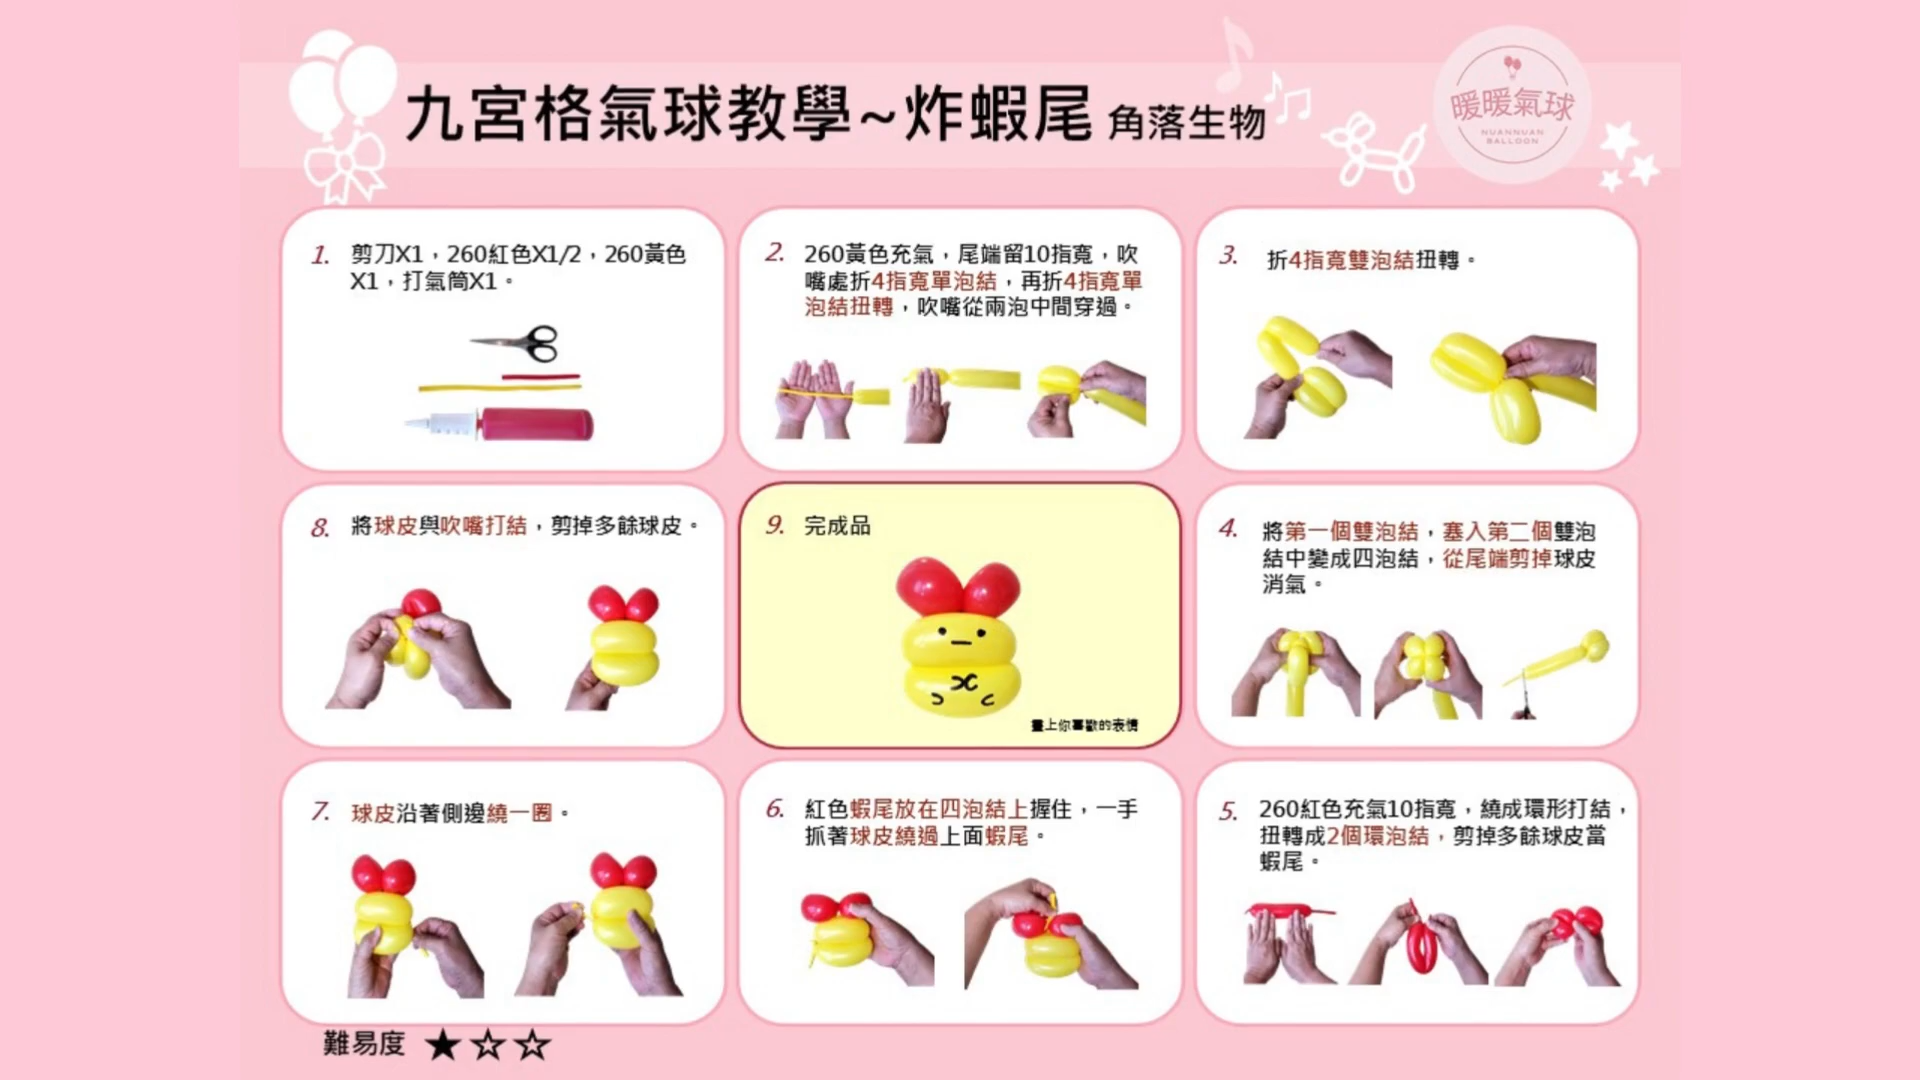 九宮格氣球教學~炸蝦尾 角落生物
暖暖氣球
NUANNUAN
BALLOON
1. 剪刀X1，260紅色X1/2，260黃色
X1，打氣筒X1。
2. 260黃色充氣，尾端留10指寬，吹
嘴處折4指寬單泡結，再折4指寬單
泡結扭轉，吹嘴從兩泡中間穿過。
3. 折4指寬雙泡結扭轉。
4. 將第一個雙泡結，塞入第二個雙泡
結中變成四泡結，從尾端剪掉球皮
消氣。
5. 260紅色充氣10指寬，繞成環形打結，
扭轉成2個環泡結，剪掉多餘球皮當
蝦尾。
6. 紅色蝦尾放在四泡結上握住，一手
抓著球皮繞過上面蝦尾。
7. 球皮沿著側邊繞一圈。
8. 將球皮與吹嘴打結，剪掉多餘球皮。
9. 完成品
畫上你喜歡的表情
難易度 ★☆☆